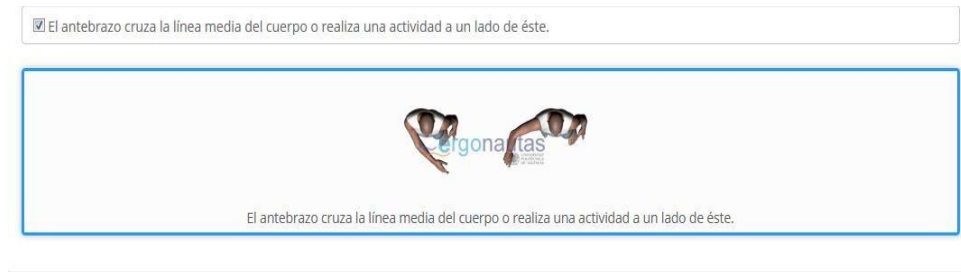 El antebrazo cruza la línea media del cuerpo o realiza una actividad a un lado de éste.
ergonautas
El antebrazo cruza la línea media del cuerpo o realiza una actividad a un lado de éste.